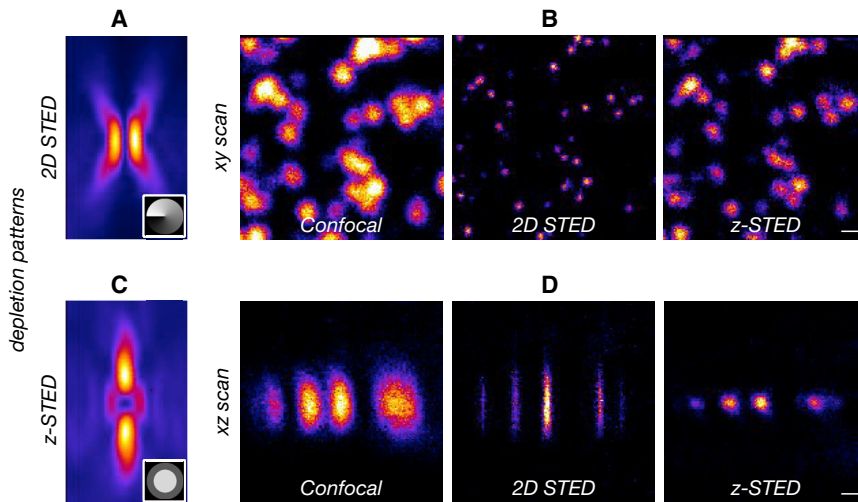 A
B
2D STED
xy scan
Confocal
2D STED
z-STED
depletion patterns
C
D
z-STED
xz scan
Confocal
2D STED
z-STED